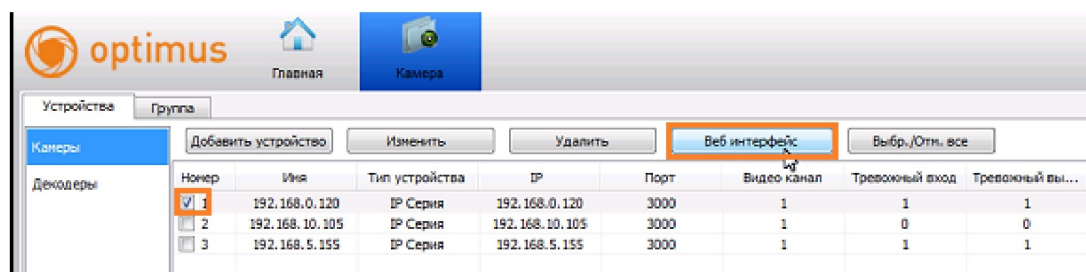 optimus
Главная
Камера
Устройства Группа
Камеры
Декодеры
Добавить устройство Изменить Удалить Веб интерфейс Выбр./Отм. все
Номер Имя Тип устройства IP Порт Видео канал Тревожный вход Тревожный вы...
1 192.168.0.120 IP Серия 192.168.0.120 3000 1 1 1
2 192.168.10.105 IP Серия 192.168.10.105 3000 1 0 0
3 192.168.5.155 IP Серия 192.168.5.155 3000 1 1 1